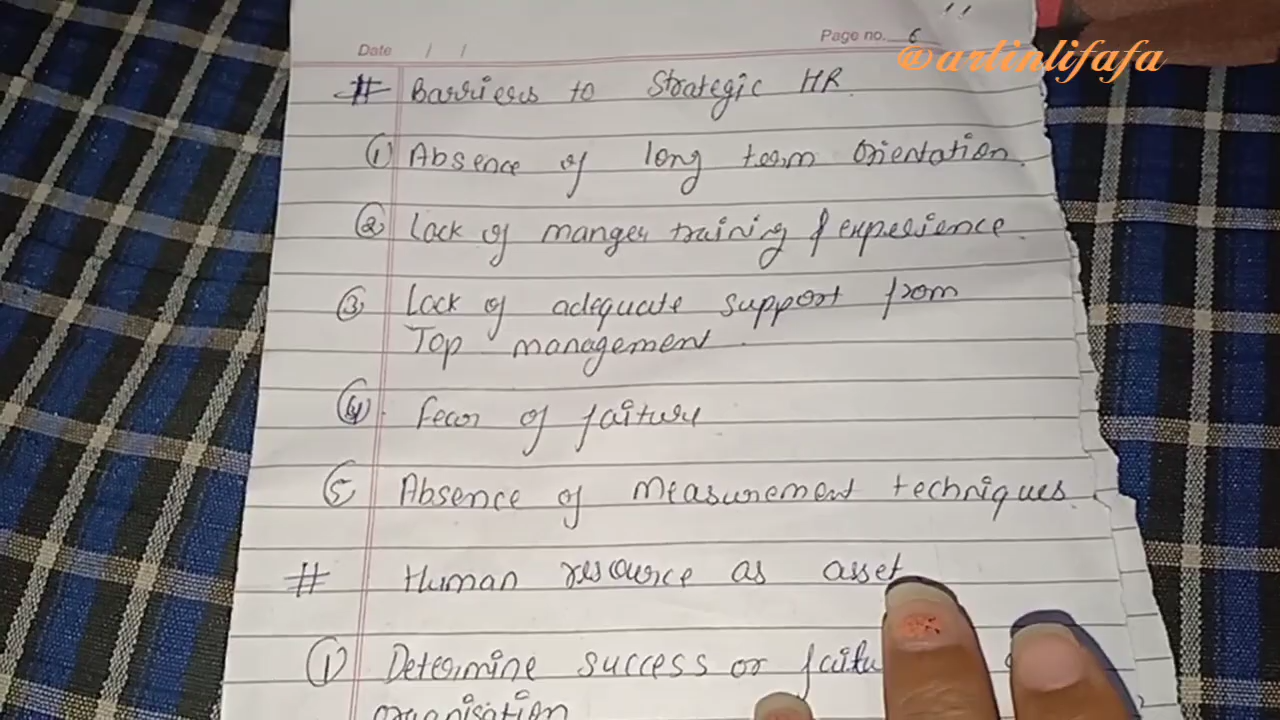 Date / /
Page no. 6
@artinlifafa
# Barriers to Strategic HR.
① Absence of long term orientation.
② Lack of manger training & experience.
③ Lack of adequate support from
Top management.
④ fear of failure
⑤ Absence of measurement techniques.
# Human resource as asset
① Determine success or
organisation